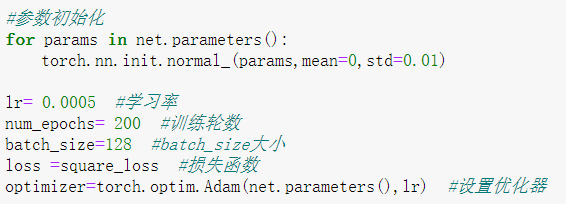 #参数初始化
for params in net.parameters():
    torch.nn.init.normal_(params,mean=0,std=0.01)
lr= 0.0005  #学习率
num_epochs= 200  #训练轮数
batch_size=128  #batch_size大小
loss =square_loss  #损失函数
optimizer=torch.optim.Adam(net.parameters(),lr)  #设置优化器